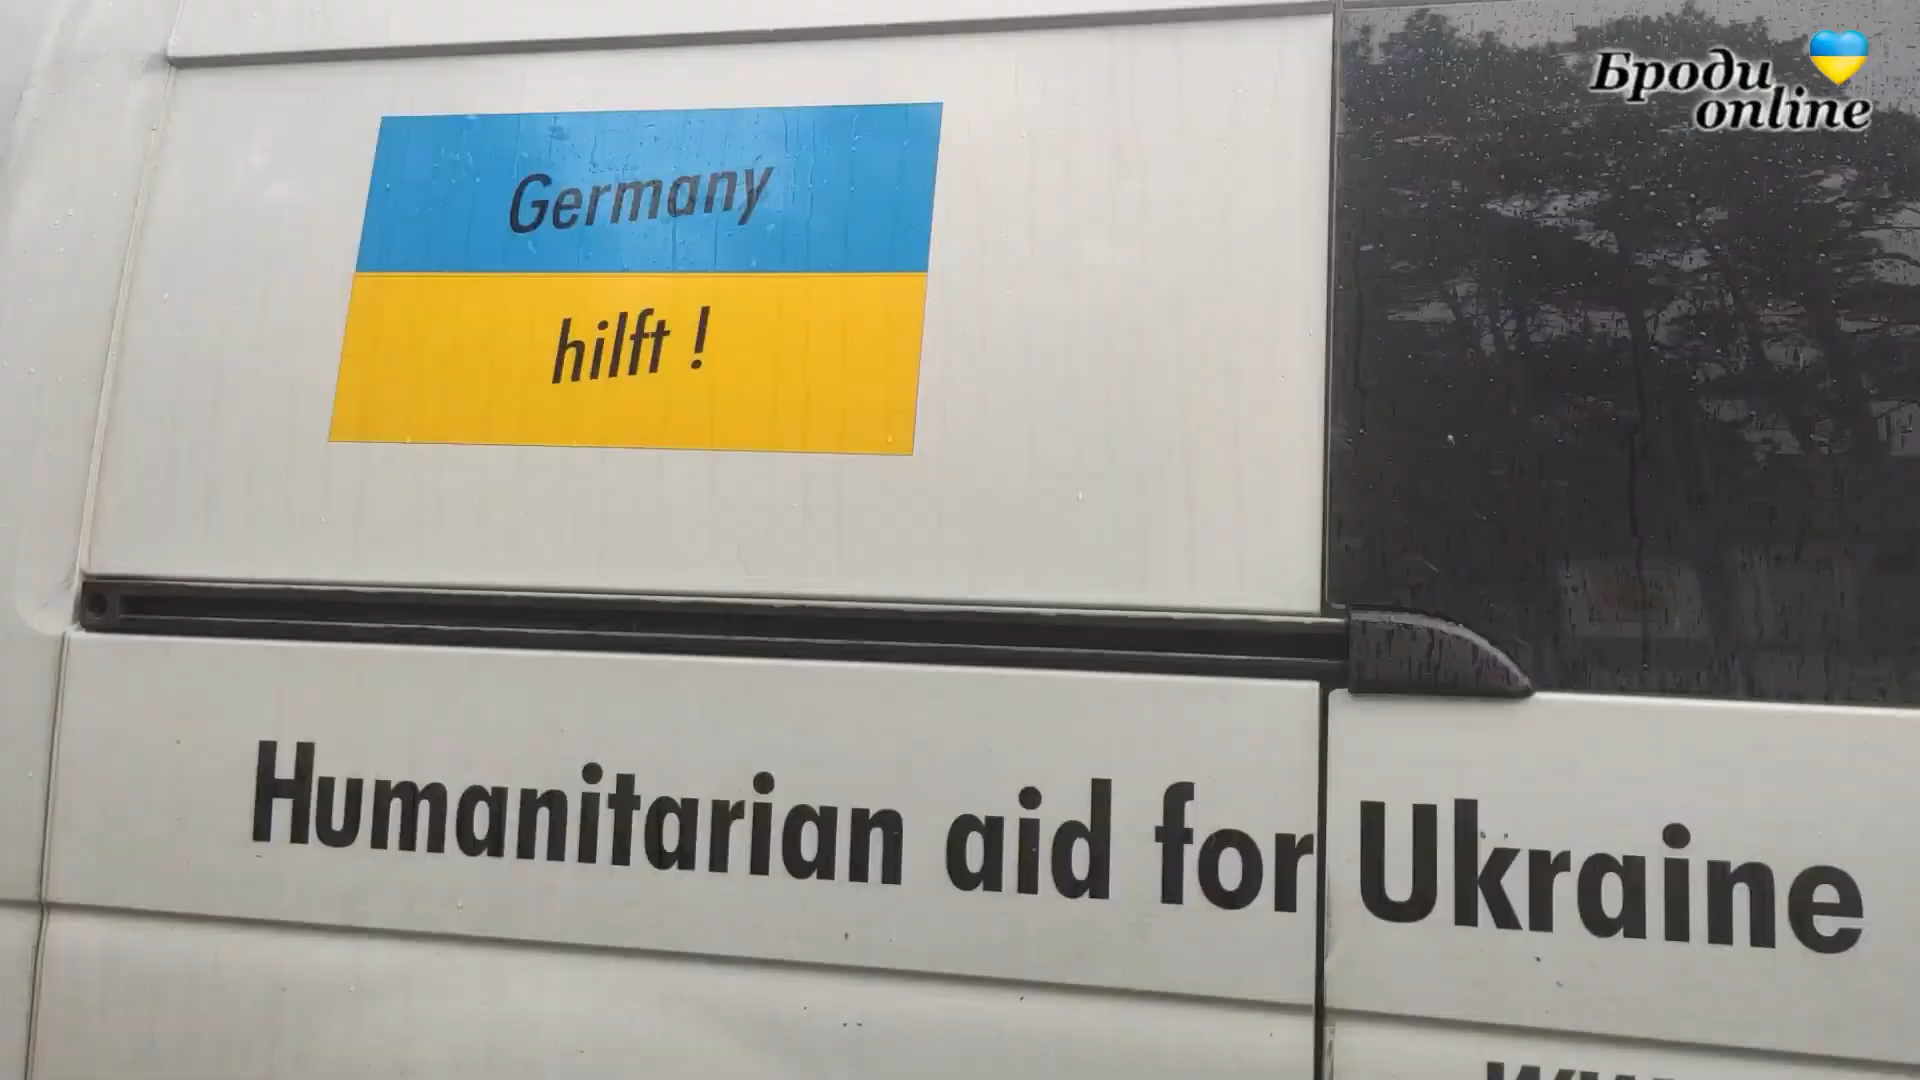 Броди
online
Germany
hilft !
Humanitarian aid for Ukraine